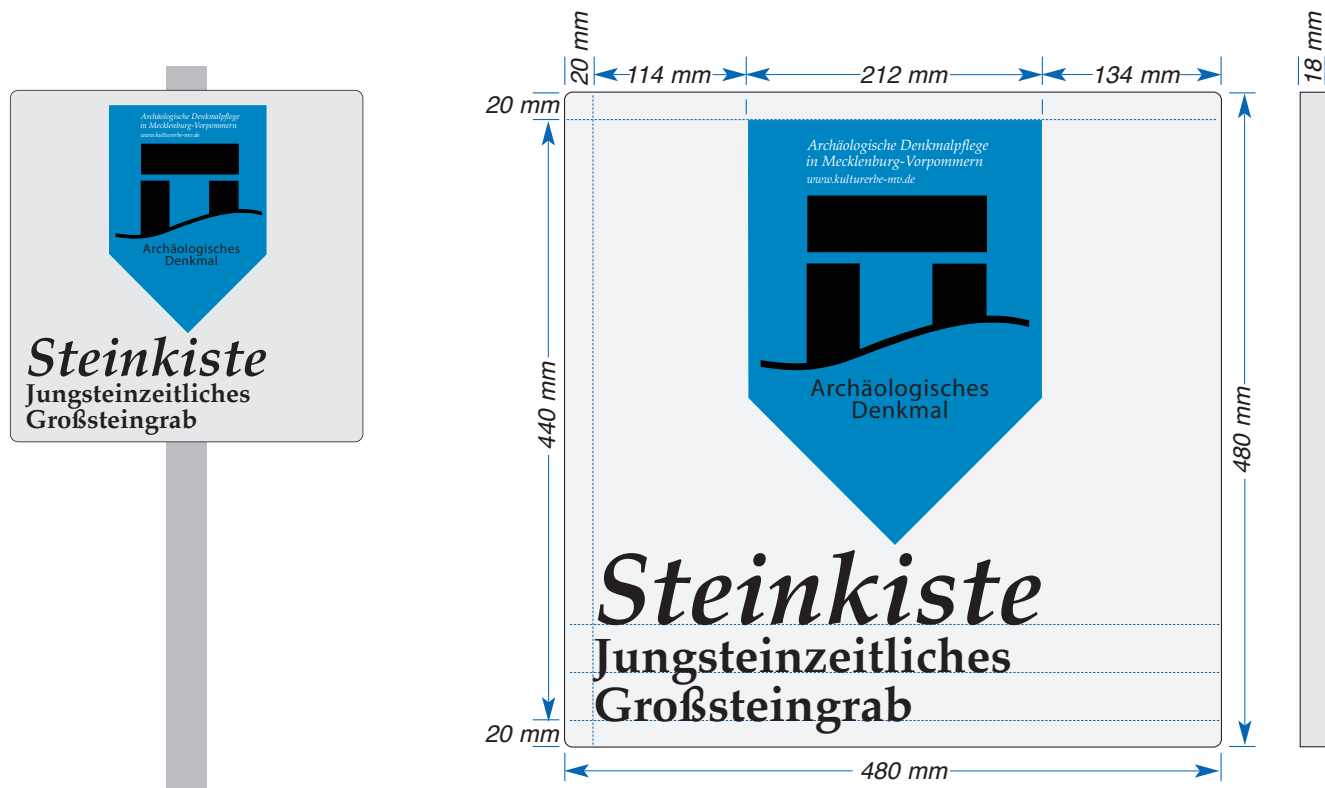 Archäologische Denkmalpflege
in Mecklenburg-Vorpommern
www.kulturerbe-mv.de
Archäologisches
Denkmal
Steinkiste
Jungsteinzeitliches
Großsteingrab
20 mm
114 mm
212 mm
134 mm
18 mm
20 mm
Archäologische Denkmalpflege
in Mecklenburg-Vorpommern
www.kulturerbe-mv.de
Archäologisches
Denkmal
440 mm
480 mm
Steinkiste
Jungsteinzeitliches
Großsteingrab
20 mm
480 mm